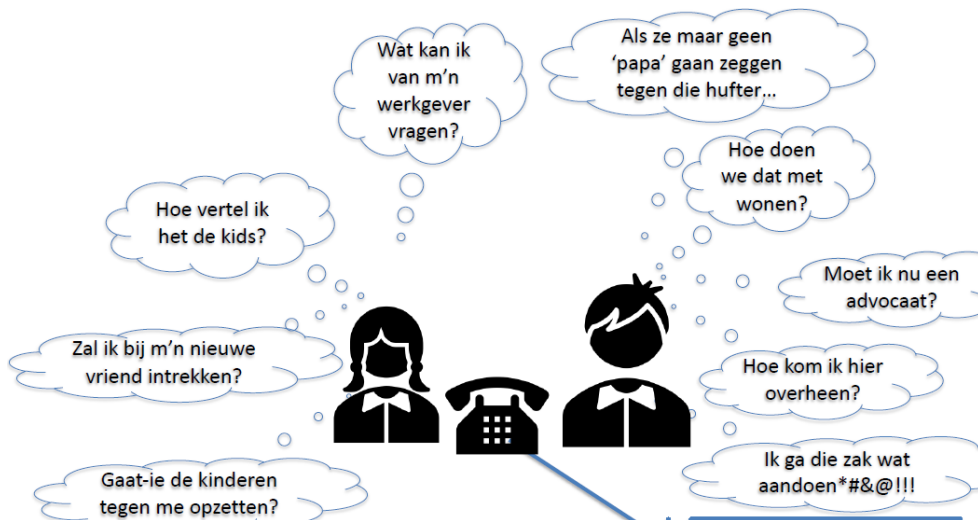 Wat kan ik
van m'n
werkgever
vragen?
Als ze maar geen
'papa' gaan zeggen
tegen die hufter...
Hoe doen
we dat met
wonen?
Hoe vertel ik
het de kids?
Moet ik nu een
advocaat?
Zal ik bij m'n nieuwe
vriend intrekken?
Hoe kom ik hier
overheen?
Gaat-ie de kinderen
tegen me opzetten?
Ik ga die zak wat
aandoen*#&@!!!